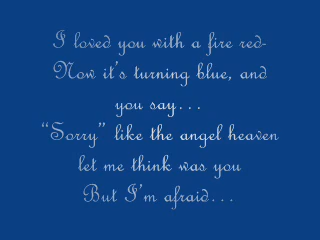 I loved you with a fire red-
Now it's turning blue, and
you say...
“Sorry” like the angel heaven
let me think was you
But I'm afraid...